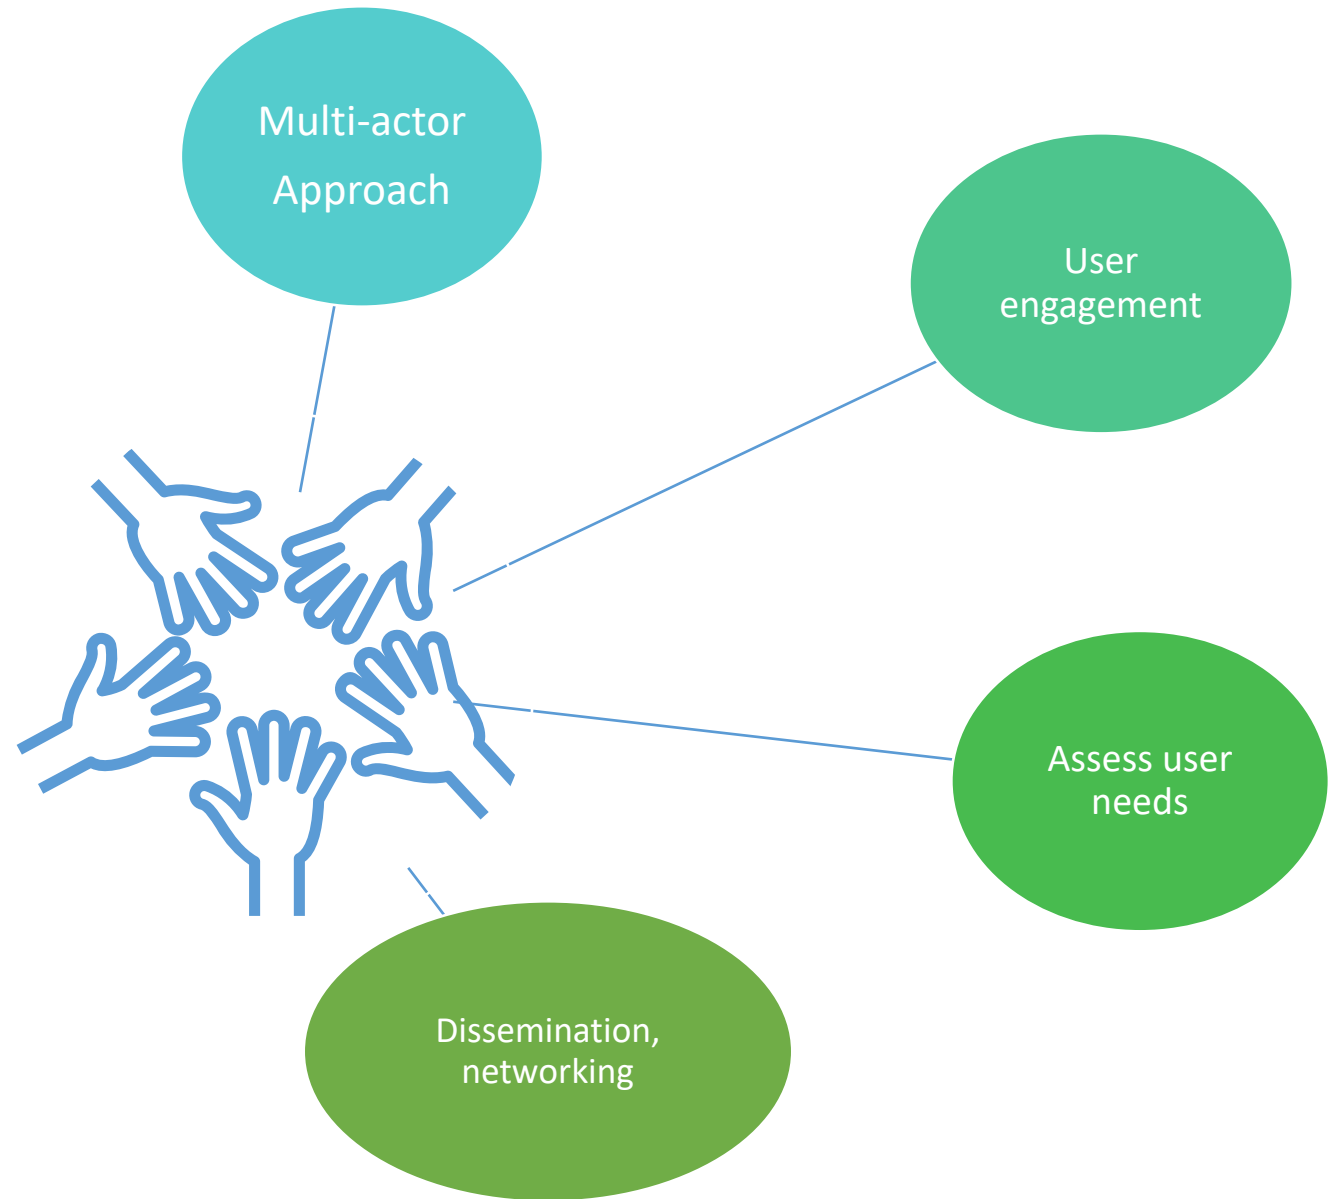 Multi-actor
Approach
User
engagement
Assess user
needs
Dissemination,
networking